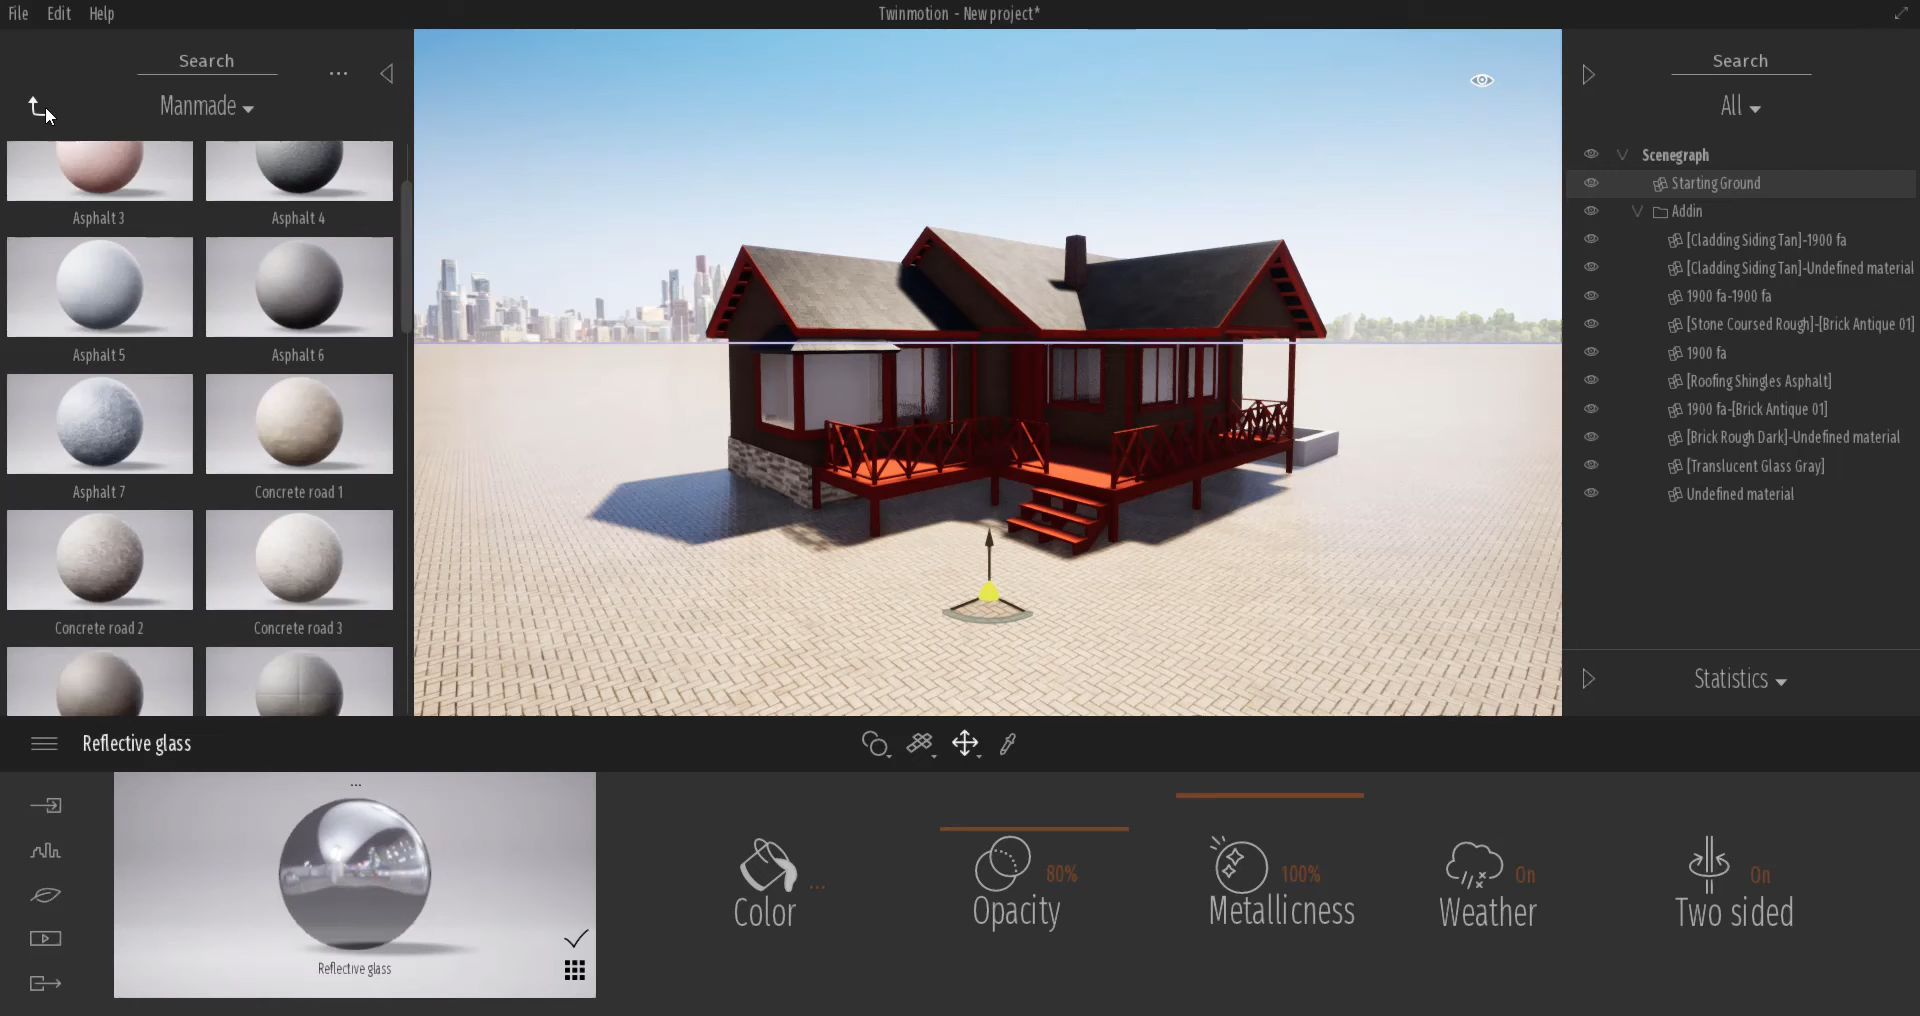 File Edit Help
Twinmotion - New project*
Search
...
Manmade
Asphalt 3
Asphalt 4
Asphalt 5
Asphalt 6
Asphalt 7
Concrete road 1
Concrete road 2
Concrete road 3
Search
All
Scenegraph
Starting Ground
Addin
[Cladding Siding Tan]-1900 fa
[Cladding Siding Tan]-Undefined material
1900 fa-1900 fa
[Stone Coursed Rough]-[Brick Antique 01]
1900 fa
[Roofing Shingles Asphalt]
1900 fa-[Brick Antique 01]
[Brick Rough Dark]-Undefined material
[Translucent Glass Gray]
Undefined material
Statistics
Reflective glass
...
Reflective glass
...
Color
80%
Opacity
100%
Metallicness
On
Weather
On
Two sided